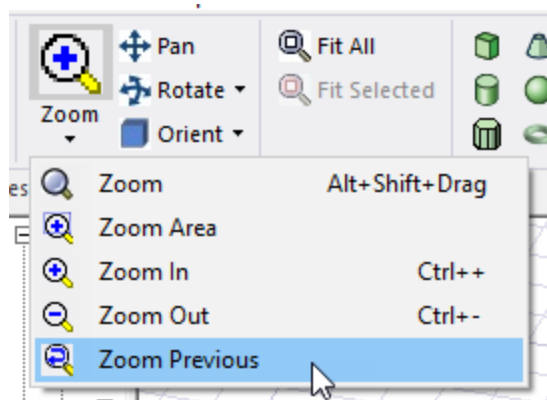 Pan
Fit All
Rotate
Fit Selected
Zoom
Orient
es
Zoom Alt+Shift+Drag
Zoom Area
Zoom In Ctrl++
Zoom Out Ctrl+-
Zoom Previous